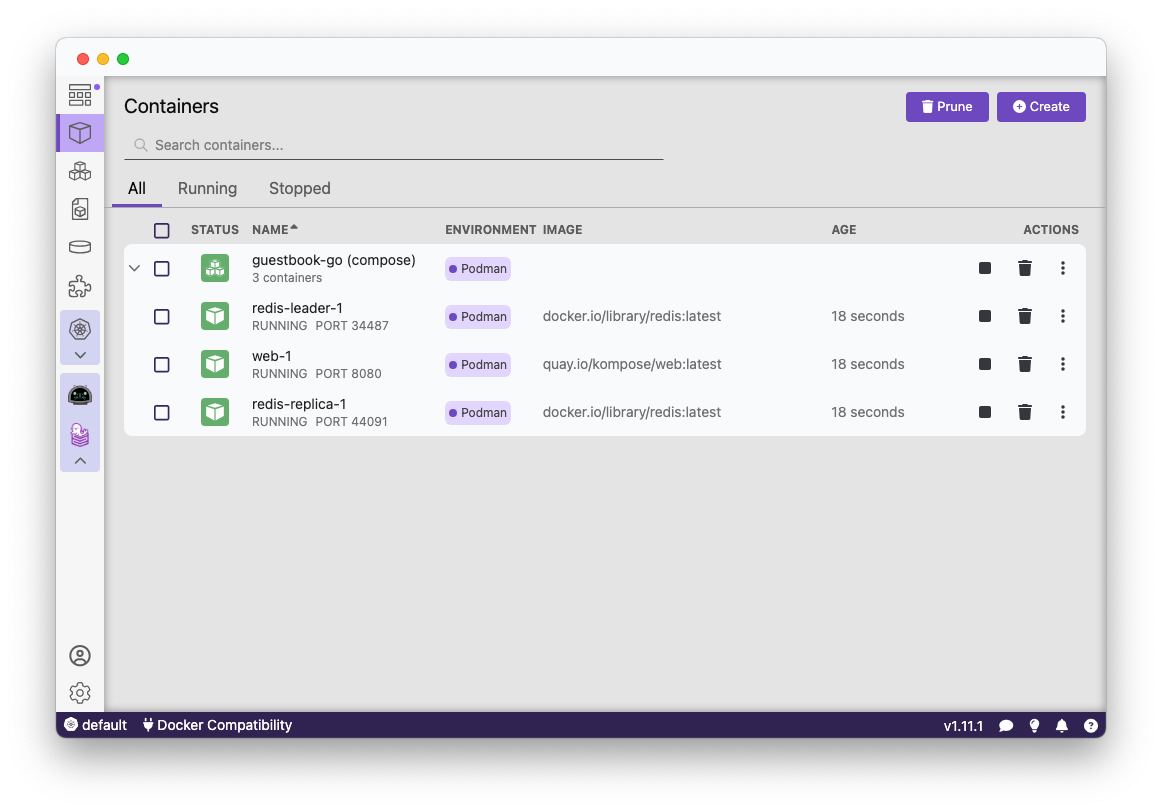 Containers
Prune
Create
Search containers...
All Running Stopped
STATUS NAME ENVIRONMENT IMAGE AGE ACTIONS
guestbook-go (compose)
3 containers
Podman
redis-leader-1
RUNNING PORT 34487
Podman
docker.io/library/redis:latest
18 seconds
web-1
RUNNING PORT 8080
Podman
quay.io/kompose/web:latest
18 seconds
redis-replica-1
RUNNING PORT 44091
Podman
docker.io/library/redis:latest
18 seconds
default Docker Compatibility v1.11.1